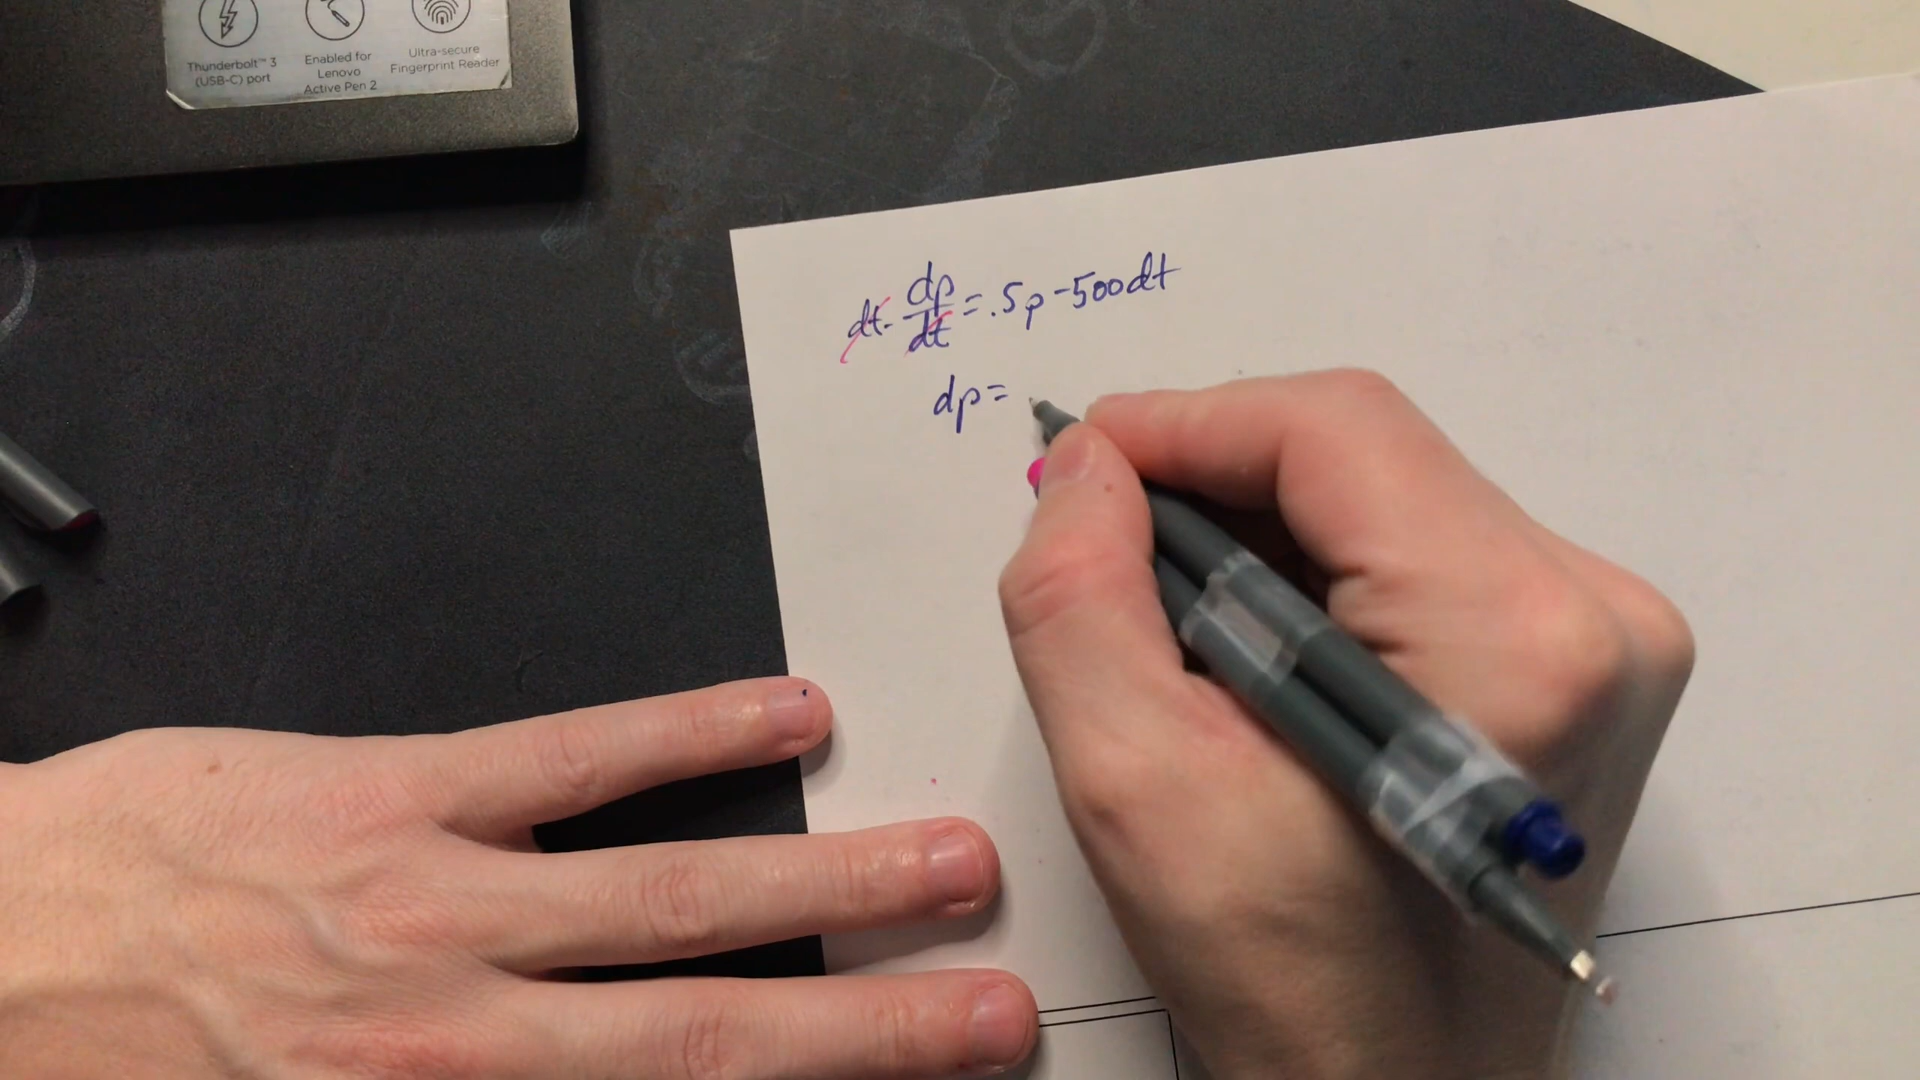 Thunderbolt™ 3
(USB-C) port
Enabled for
Lenovo
Active Pen 2
Ultra-secure
Fingerprint Reader
dt · dp/dt = .5p - 500dt
dp =